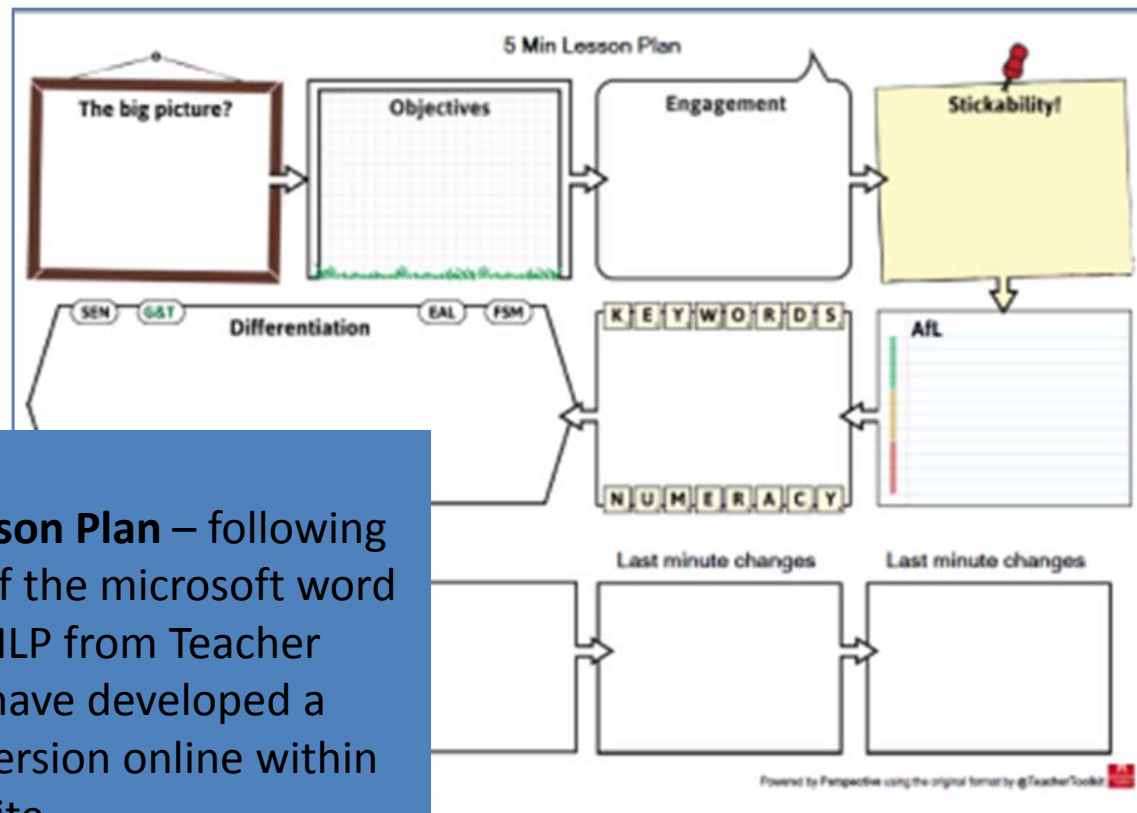 5 Min Lesson Plan
The big picture?
Objectives
Engagement
Stickability!
SEN G&T EAL FSM
Differentiation
KEYWORDS
AfL
NUMERACY
son Plan – following
f the microsoft word
ILP from Teacher
have developed a
ersion online within
Last minute changes Last minute changes
Powered by Perspective using the original format by @TeacherToolkit